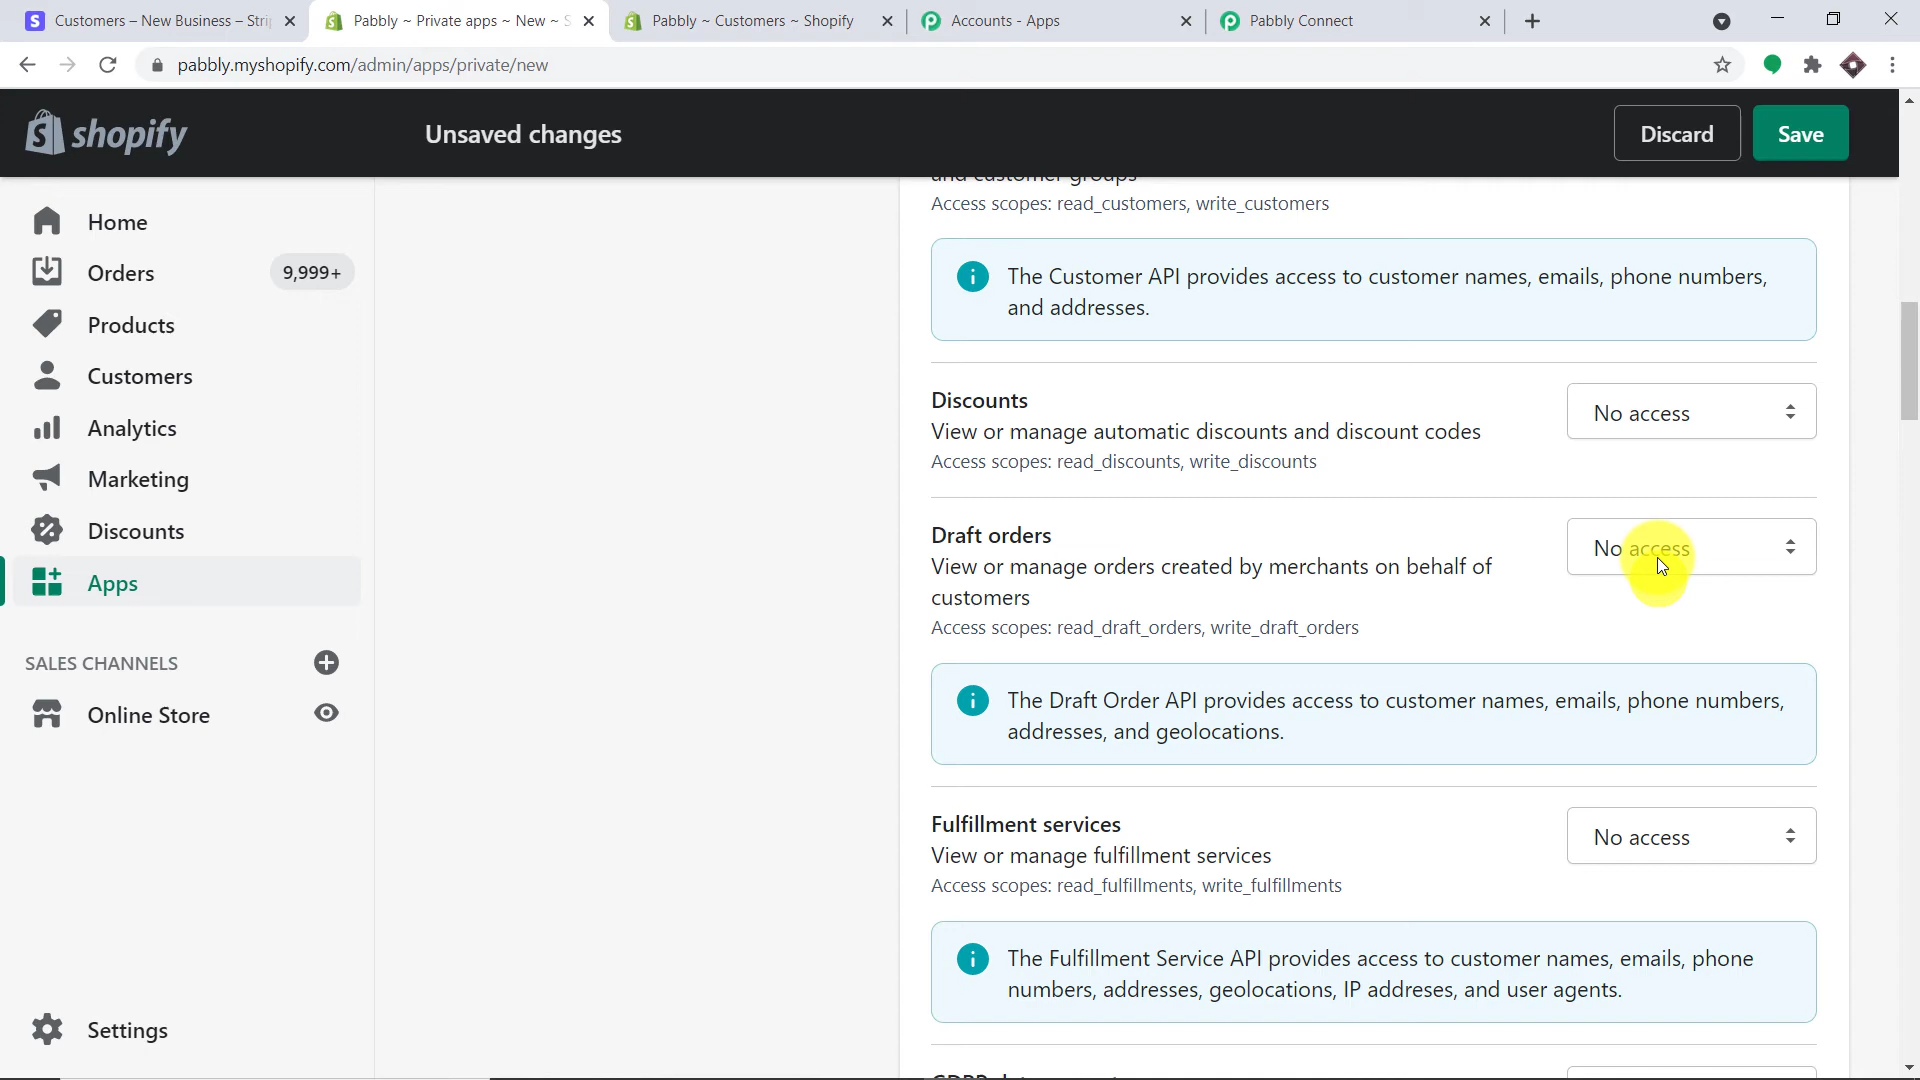 Customers – New Business – Stri
Pabbly ~ Private apps ~ New ~ S
Pabbly ~ Customers ~ Shopify
Accounts - Apps
Pabbly Connect
pabbly.myshopify.com/admin/apps/private/new
shopify
Unsaved changes
Discard
Save
and customer groups
Access scopes: read_customers, write_customers
Home
Orders
9,999+
Products
Customers
Analytics
Marketing
Discounts
Apps
SALES CHANNELS
Online Store
Settings
The Customer API provides access to customer names, emails, phone numbers,
and addresses.
Discounts
View or manage automatic discounts and discount codes
Access scopes: read_discounts, write_discounts
No access
Draft orders
View or manage orders created by merchants on behalf of
customers
Access scopes: read_draft_orders, write_draft_orders
No access
The Draft Order API provides access to customer names, emails, phone numbers,
addresses, and geolocations.
Fulfillment services
View or manage fulfillment services
Access scopes: read_fulfillments, write_fulfillments
No access
The Fulfillment Service API provides access to customer names, emails, phone
numbers, addresses, geolocations, IP addreses, and user agents.